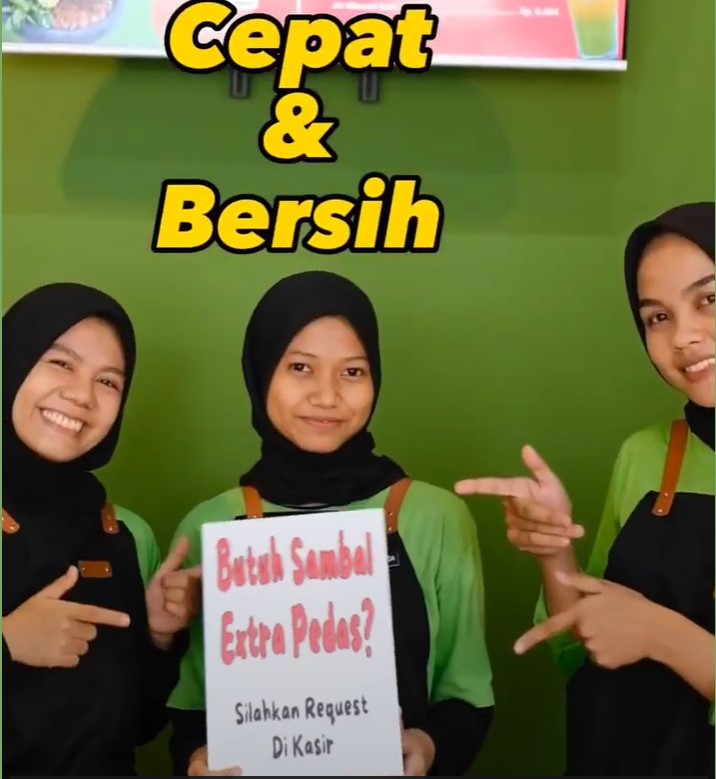 Cepat
&
Bersih
Butuh Sambal
Extra Pedas?
Silahkan Request
Di Kasir